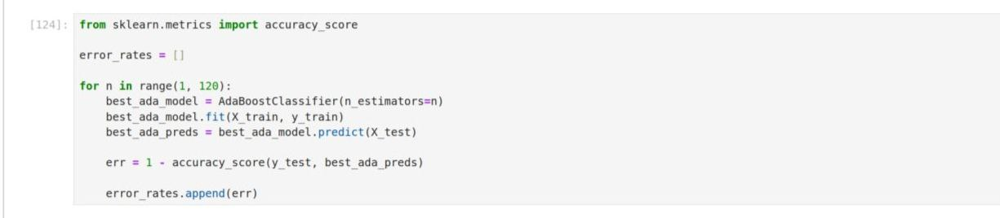 [124]: from sklearn.metrics import accuracy_score
error_rates = []
for n in range(1, 120):
    best_ada_model = AdaBoostClassifier(n_estimators=n)
    best_ada_model.fit(X_train, y_train)
    best_ada_preds = best_ada_model.predict(X_test)
    err = 1 - accuracy_score(y_test, best_ada_preds)
    error_rates.append(err)